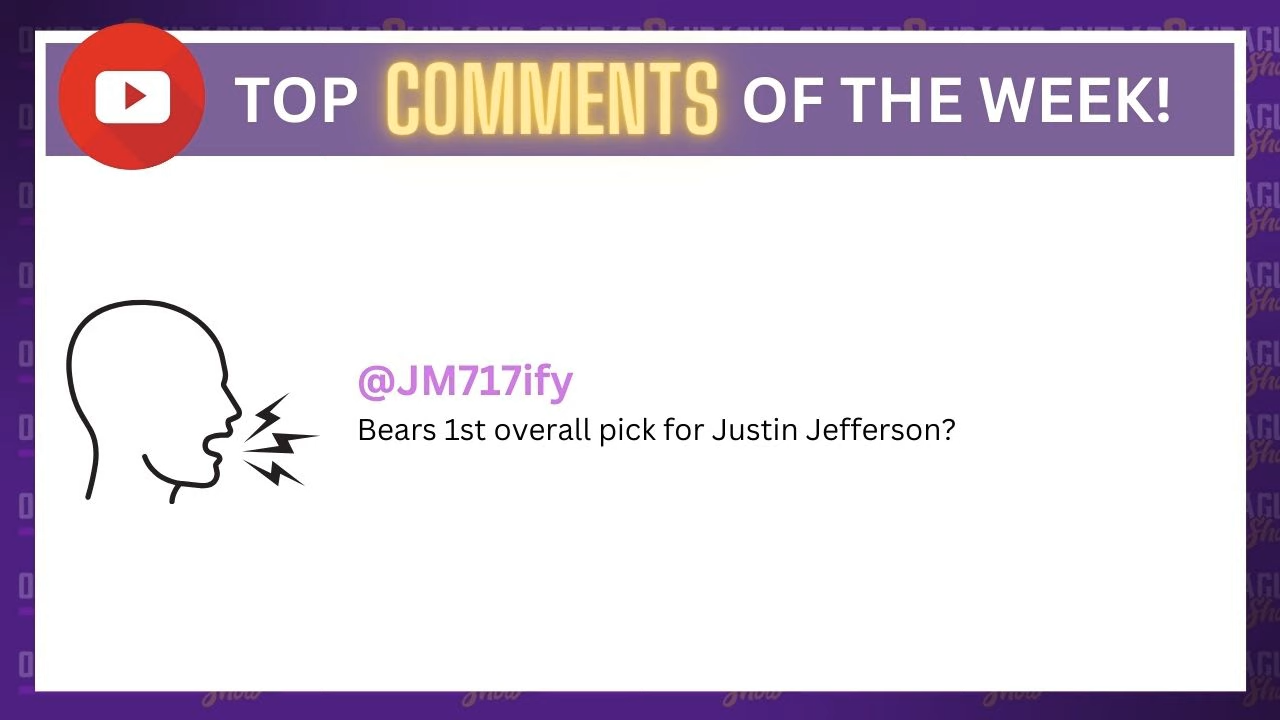 TOP COMMENTS OF THE WEEK!
@JM717ify
Bears 1st overall pick for Justin Jefferson?